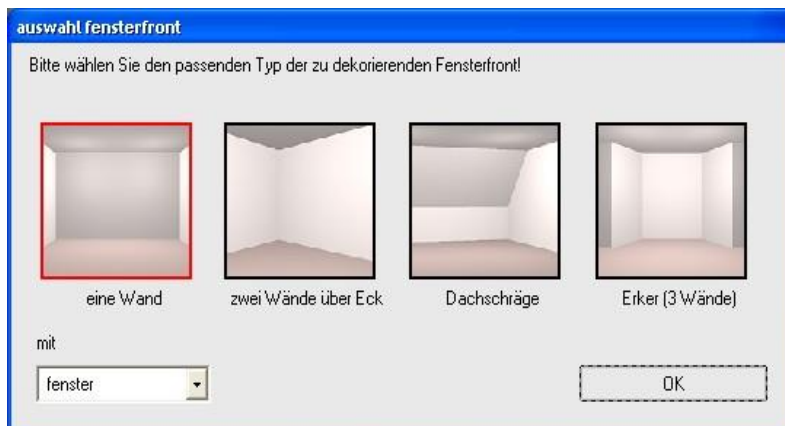 auswahl fensterfront
Bitte wählen Sie den passenden Typ der zu dekorierenden Fensterfront!
eine Wand
zwei Wände über Eck
Dachschräge
Erker (3 Wände)
mit
fenster
OK